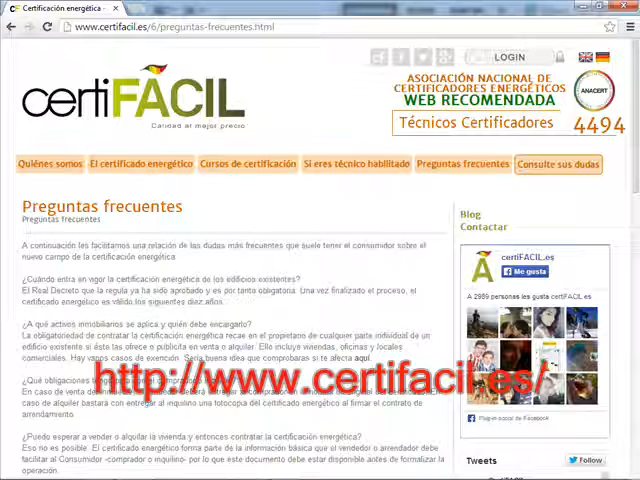 Certificación energética -
www.certifacil.es/6/preguntas-frecuentes.html
LOGIN
certiFÁCIL
Calidad al mejor precio
ASOCIACIÓN NACIONAL DE
CERTIFICADORES ENERGÉTICOS
WEB RECOMENDADA
ANACERT
Técnicos Certificadores 4494
Quiénes somos El certificado energético Cursos de certificación Si eres técnico habilitado Preguntas frecuentes Consulte sus dudas
Preguntas frecuentes
Preguntas frecuentes
A continuación les facilitamos una relación de las dudas más frecuentes que suele tener el consumidor sobre el
nuevo campo de la certificación energética
¿Cuándo entra en vigor la certificación energética de los edificios existentes?
El Real Decreto que la regula ya ha sido aprobado y es por tanto obligatoria. Una vez finalizado el proceso, el
certificado energético es válido los siguientes diez años.
¿A qué activos inmobiliarios se aplica y quién debe encargarlo?
La obligatoriedad de contratar la certificación energética recae en el propietario de cualquier parte individual de un
edificio existente si éste las ofrece o publicita en venta o alquiler. Ello incluye viviendas, oficinas y locales
comerciales. Hay varios casos de exención. Sería buena idea que comprobaras si te afecta aquí.
http://www.certifacil.es/
¿Qué obligaciones
En caso de venta
caso de alquiler bastará con entregar al inquilino una fotocopia del certificado energético al firmar el contrato de
arrendamiento
¿Puedo esperar a vender o alquilar la vivienda y entonces contratar la certificación energética?
Eso no es posible. El certificado energético forma parte de la información básica que el vendedor o arrendador debe
facilitar al Consumidor -comprador o inquilino- por lo que este documento debe estar disponible antes de formalizar la
operación.
Blog
Contactar
certiFACIL.es
Me gusta
A 2989 personas les gusta certiFACIL.es
Plug-in social de Facebook
Tweets
Follow